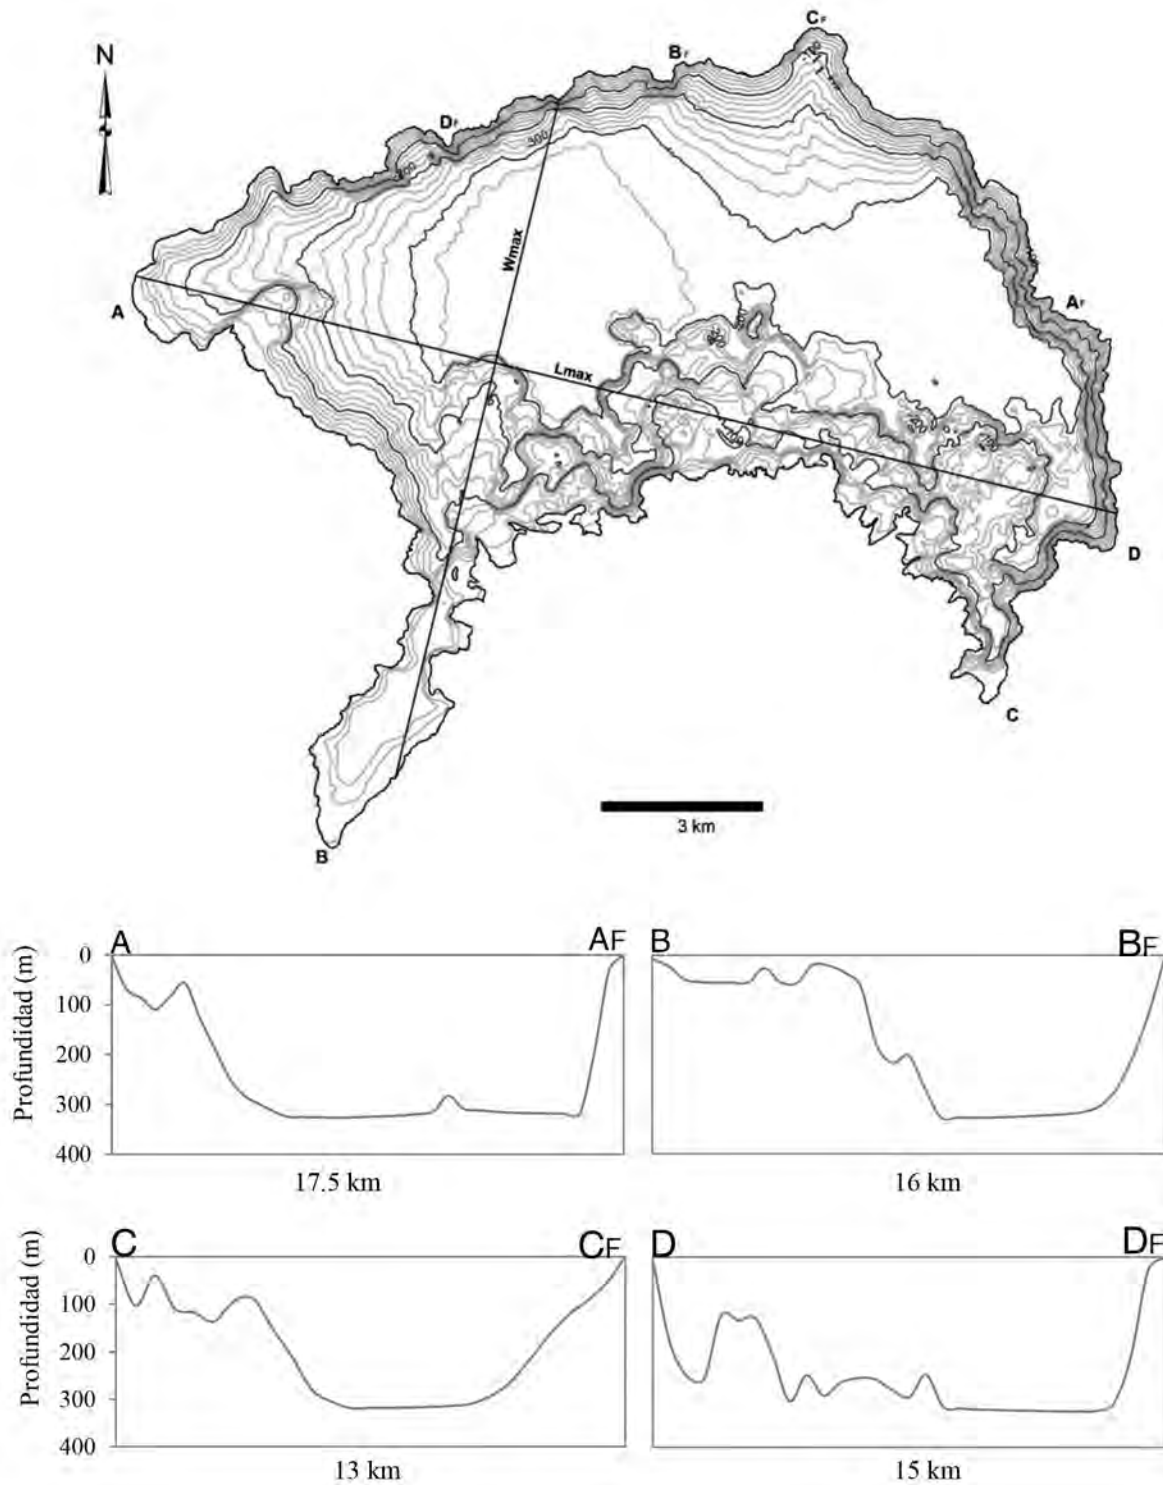 N
CF
BF
DF
300
Wmax
A
AF
Lmax
D
C
3 km
B
A AF
B BF
Profundidad (m)
0
100
200
300
400
17.5 km
16 km
C CF
D DF
Profundidad (m)
0
100
200
300
400
13 km
15 km